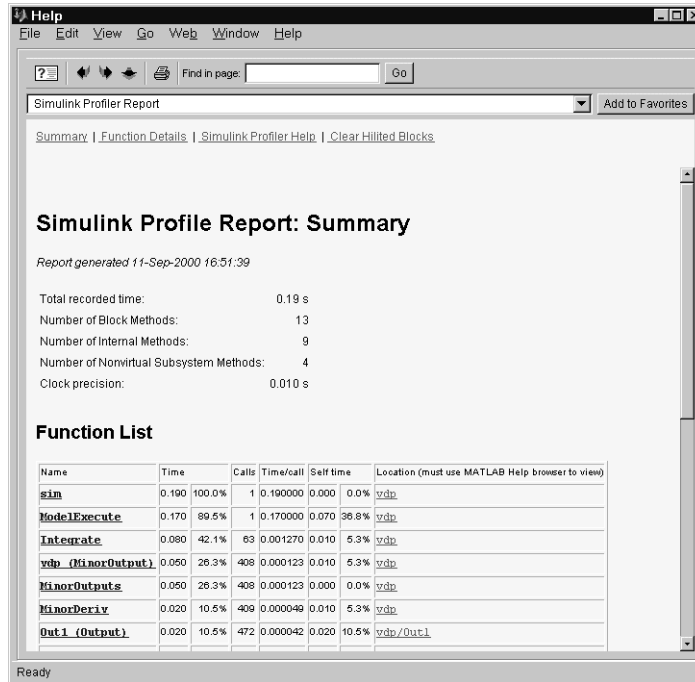 Help
File Edit View Go Web Window Help
Find in page: Go
Simulink Profiler Report Add to Favorites
Summary | Function Details | Simulink Profiler Help | Clear Hilited Blocks
Simulink Profile Report: Summary
Report generated 11-Sep-2000 16:51:39
Total recorded time: 0.19 s
Number of Block Methods: 13
Number of Internal Methods: 9
Number of Nonvirtual Subsystem Methods: 4
Clock precision: 0.010 s
Function List
Name Time Calls Time/call Self time Location (must use MATLAB Help browser to view)
sim 0.190 100.0% 1 0.190000 0.000 0.0% vdp
ModelExecute 0.170 89.5% 1 0.170000 0.070 36.8% vdp
Integrate 0.080 42.1% 63 0.001270 0.010 5.3% vdp
vdp (MinorOutput) 0.050 26.3% 408 0.000123 0.010 5.3% vdp
MinorOutputs 0.050 26.3% 408 0.000123 0.000 0.0% vdp
MinorDeriv 0.020 10.5% 409 0.000049 0.010 5.3% vdp
Out1 (Output) 0.020 10.5% 472 0.000042 0.020 10.5% vdp/Out1
Ready